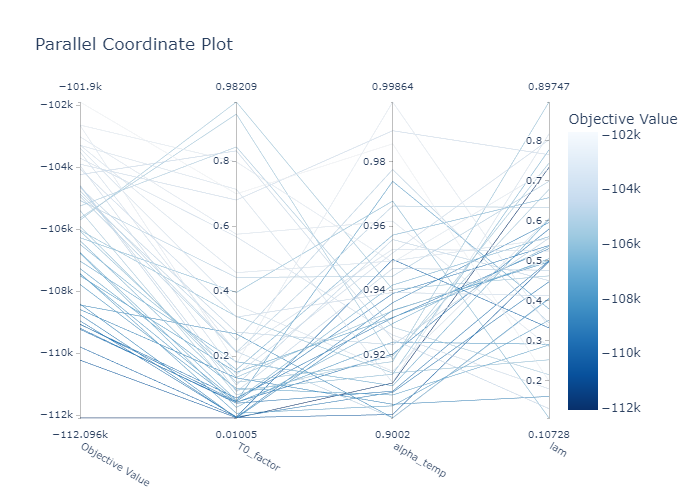 Parallel Coordinate Plot
−101.9k 0.98209 0.99864 0.89747
Objective Value
−102k −102k
0.8
0.8 0.98
−104k 0.7 −104k
0.6 0.96 0.6
−106k −106k
0.5
0.4 0.94 0.4
−108k −108k
0.3
−110k 0.2 0.92 −110k
0.2
−112k −112k
−112.096k 0.01005 0.9002 0.10728
Objective Value T0_factor alpha_temp lam